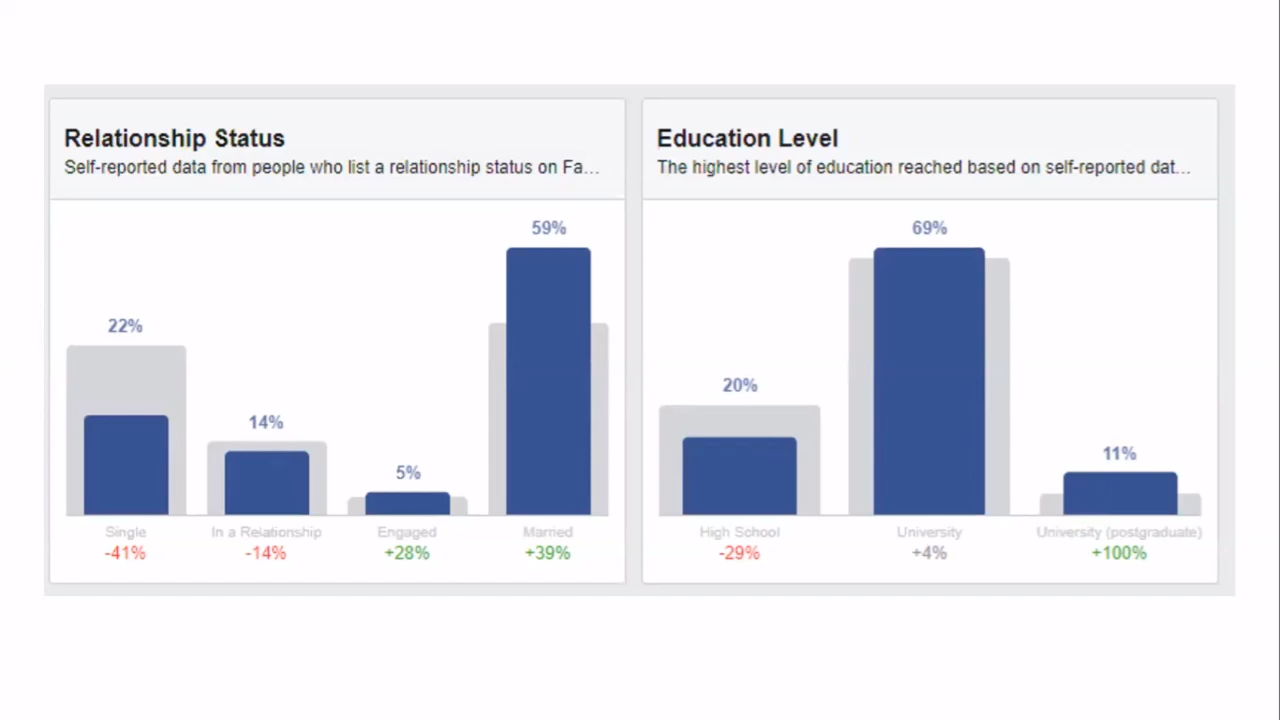 Relationship Status
Self-reported data from people who list a relationship status on Fa...
59%
22%
14%
5%
Single
In a Relationship
Engaged
Married
-41%
-14%
+28%
+39%
Education Level
The highest level of education reached based on self-reported dat...
69%
20%
11%
High School
University
University (postgraduate)
-29%
+4%
+100%